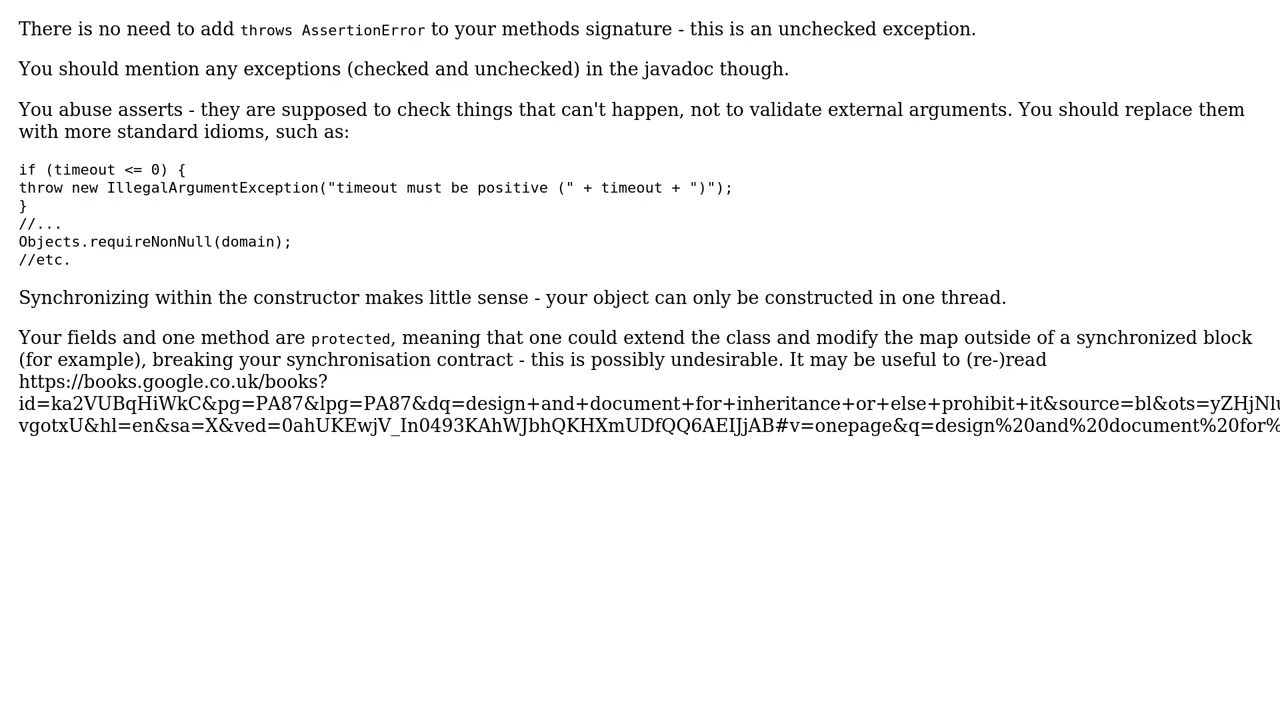 There is no need to add throws AssertionError to your methods signature - this is an unchecked exception.
You should mention any exceptions (checked and unchecked) in the javadoc though.
You abuse asserts - they are supposed to check things that can't happen, not to validate external arguments. You should replace them
with more standard idioms, such as:
if (timeout <= 0) {
throw new IllegalArgumentException("timeout must be positive (" + timeout + ")");
}
//...
Objects.requireNonNull(domain);
//etc.
Synchronizing within the constructor makes little sense - your object can only be constructed in one thread.
Your fields and one method are protected, meaning that one could extend the class and modify the map outside of a synchronized block
(for example), breaking your synchronisation contract - this is possibly undesirable. It may be useful to (re-)read
https://books.google.co.uk/books?
id=ka2VUBqHiWkC&pg=PA87&lpg=PA87&dq=design+and+document+for+inheritance+or+else+prohibit+it&source=bl&ots=yZHjNlu
vgotxU&hl=en&sa=X&ved=0ahUKEwjV_In0493KAhWJbhQKHXmUDfQQ6AEIJjAB#v=onepage&q=design%20and%20document%20for%